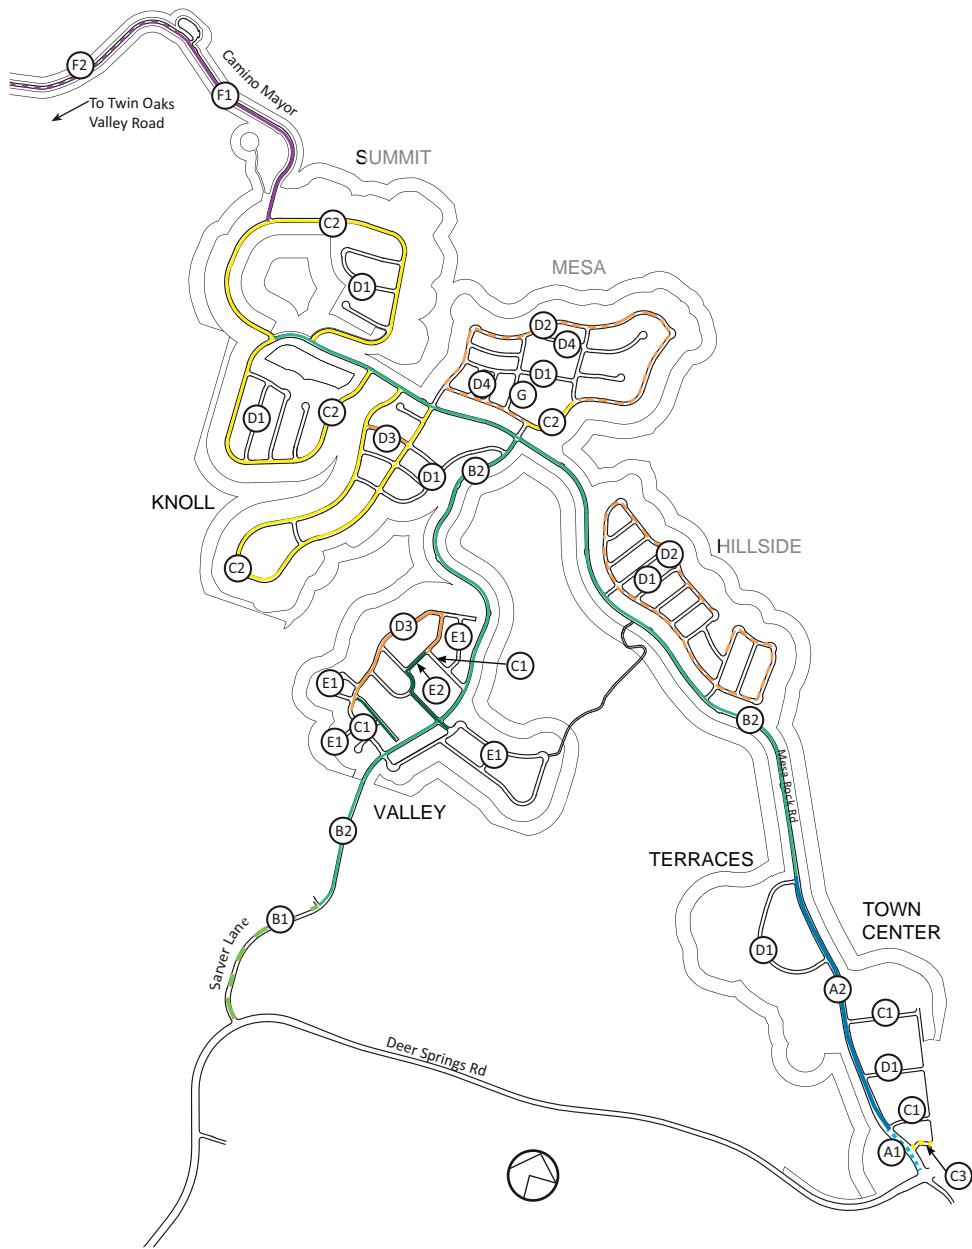 F2
Camino Mayor
F1
To Twin Oaks
Valley Road
SUMMIT
C2
MESA
D1
D2
D4
D1
D4
G
C2
D1
C2
D3
D1
B2
KNOLL
HILLSIDE
D2
C2
D1
D3
E1
C1
E1
E2
C1
B2
E1
E1
Mesa Rock Rd
VALLEY
B2
TERRACES
TOWN
CENTER
B1
D1
Sarver Lane
A2
C1
Deer Springs Rd
D1
C1
A1
C3